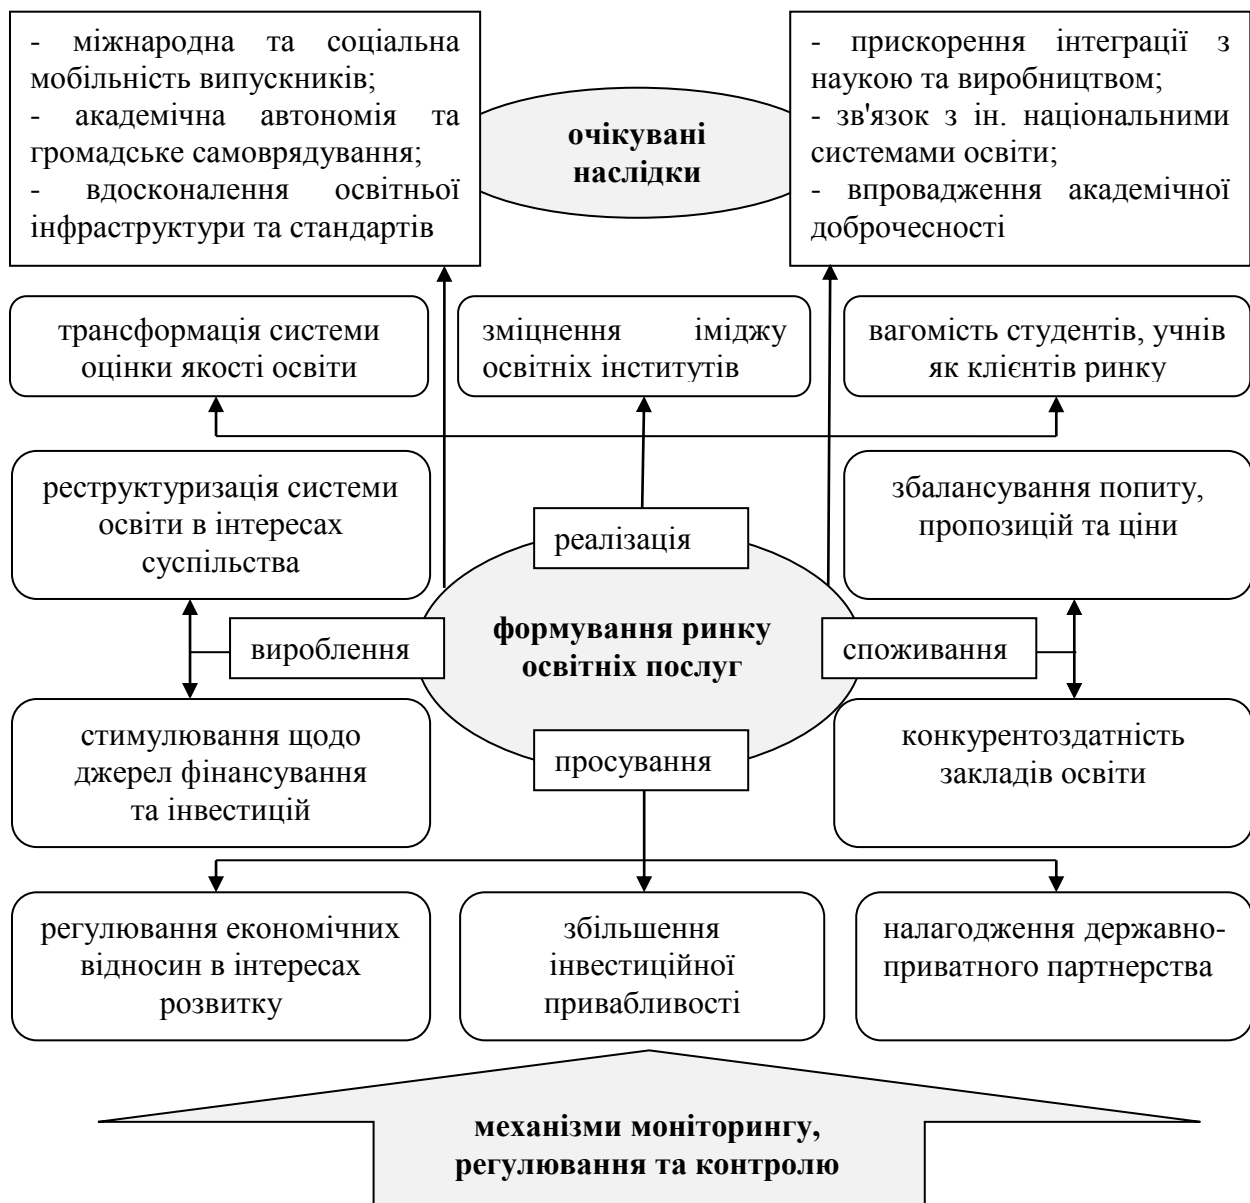 - міжнародна та соціальна
мобільність випускників;
- академічна автономія та
громадське самоврядування;
- вдосконалення освітньої
інфраструктури та стандартів
очікувані
наслідки
- прискорення інтеграції з
наукою та виробництвом;
- зв'язок з ін. національними
системами освіти;
- впровадження академічної
доброчесності
трансформація системи
оцінки якості освіти
зміцнення іміджу
освітніх інститутів
вагомість студентів, учнів
як клієнтів ринку
реструктуризація системи
освіти в інтересах
суспільства
реалізація
збалансування попиту,
пропозицій та ціни
вироблення
формування ринку
освітніх послуг
споживання
стимулювання щодо
джерел фінансування
та інвестицій
просування
конкурентоздатність
закладів освіти
регулювання економічних
відносин в інтересах
розвитку
збільшення
інвестиційної
привабливості
налагодження державно-
приватного партнерства
механізми моніторингу,
регулювання та контролю